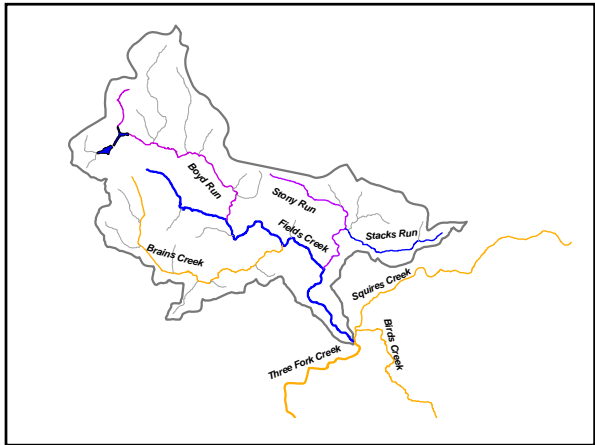 Boyd Run
Stony Run
Fields Creek
Stacks Run
Brains Creek
Squires Creek
Birds Creek
Three Fork Creek